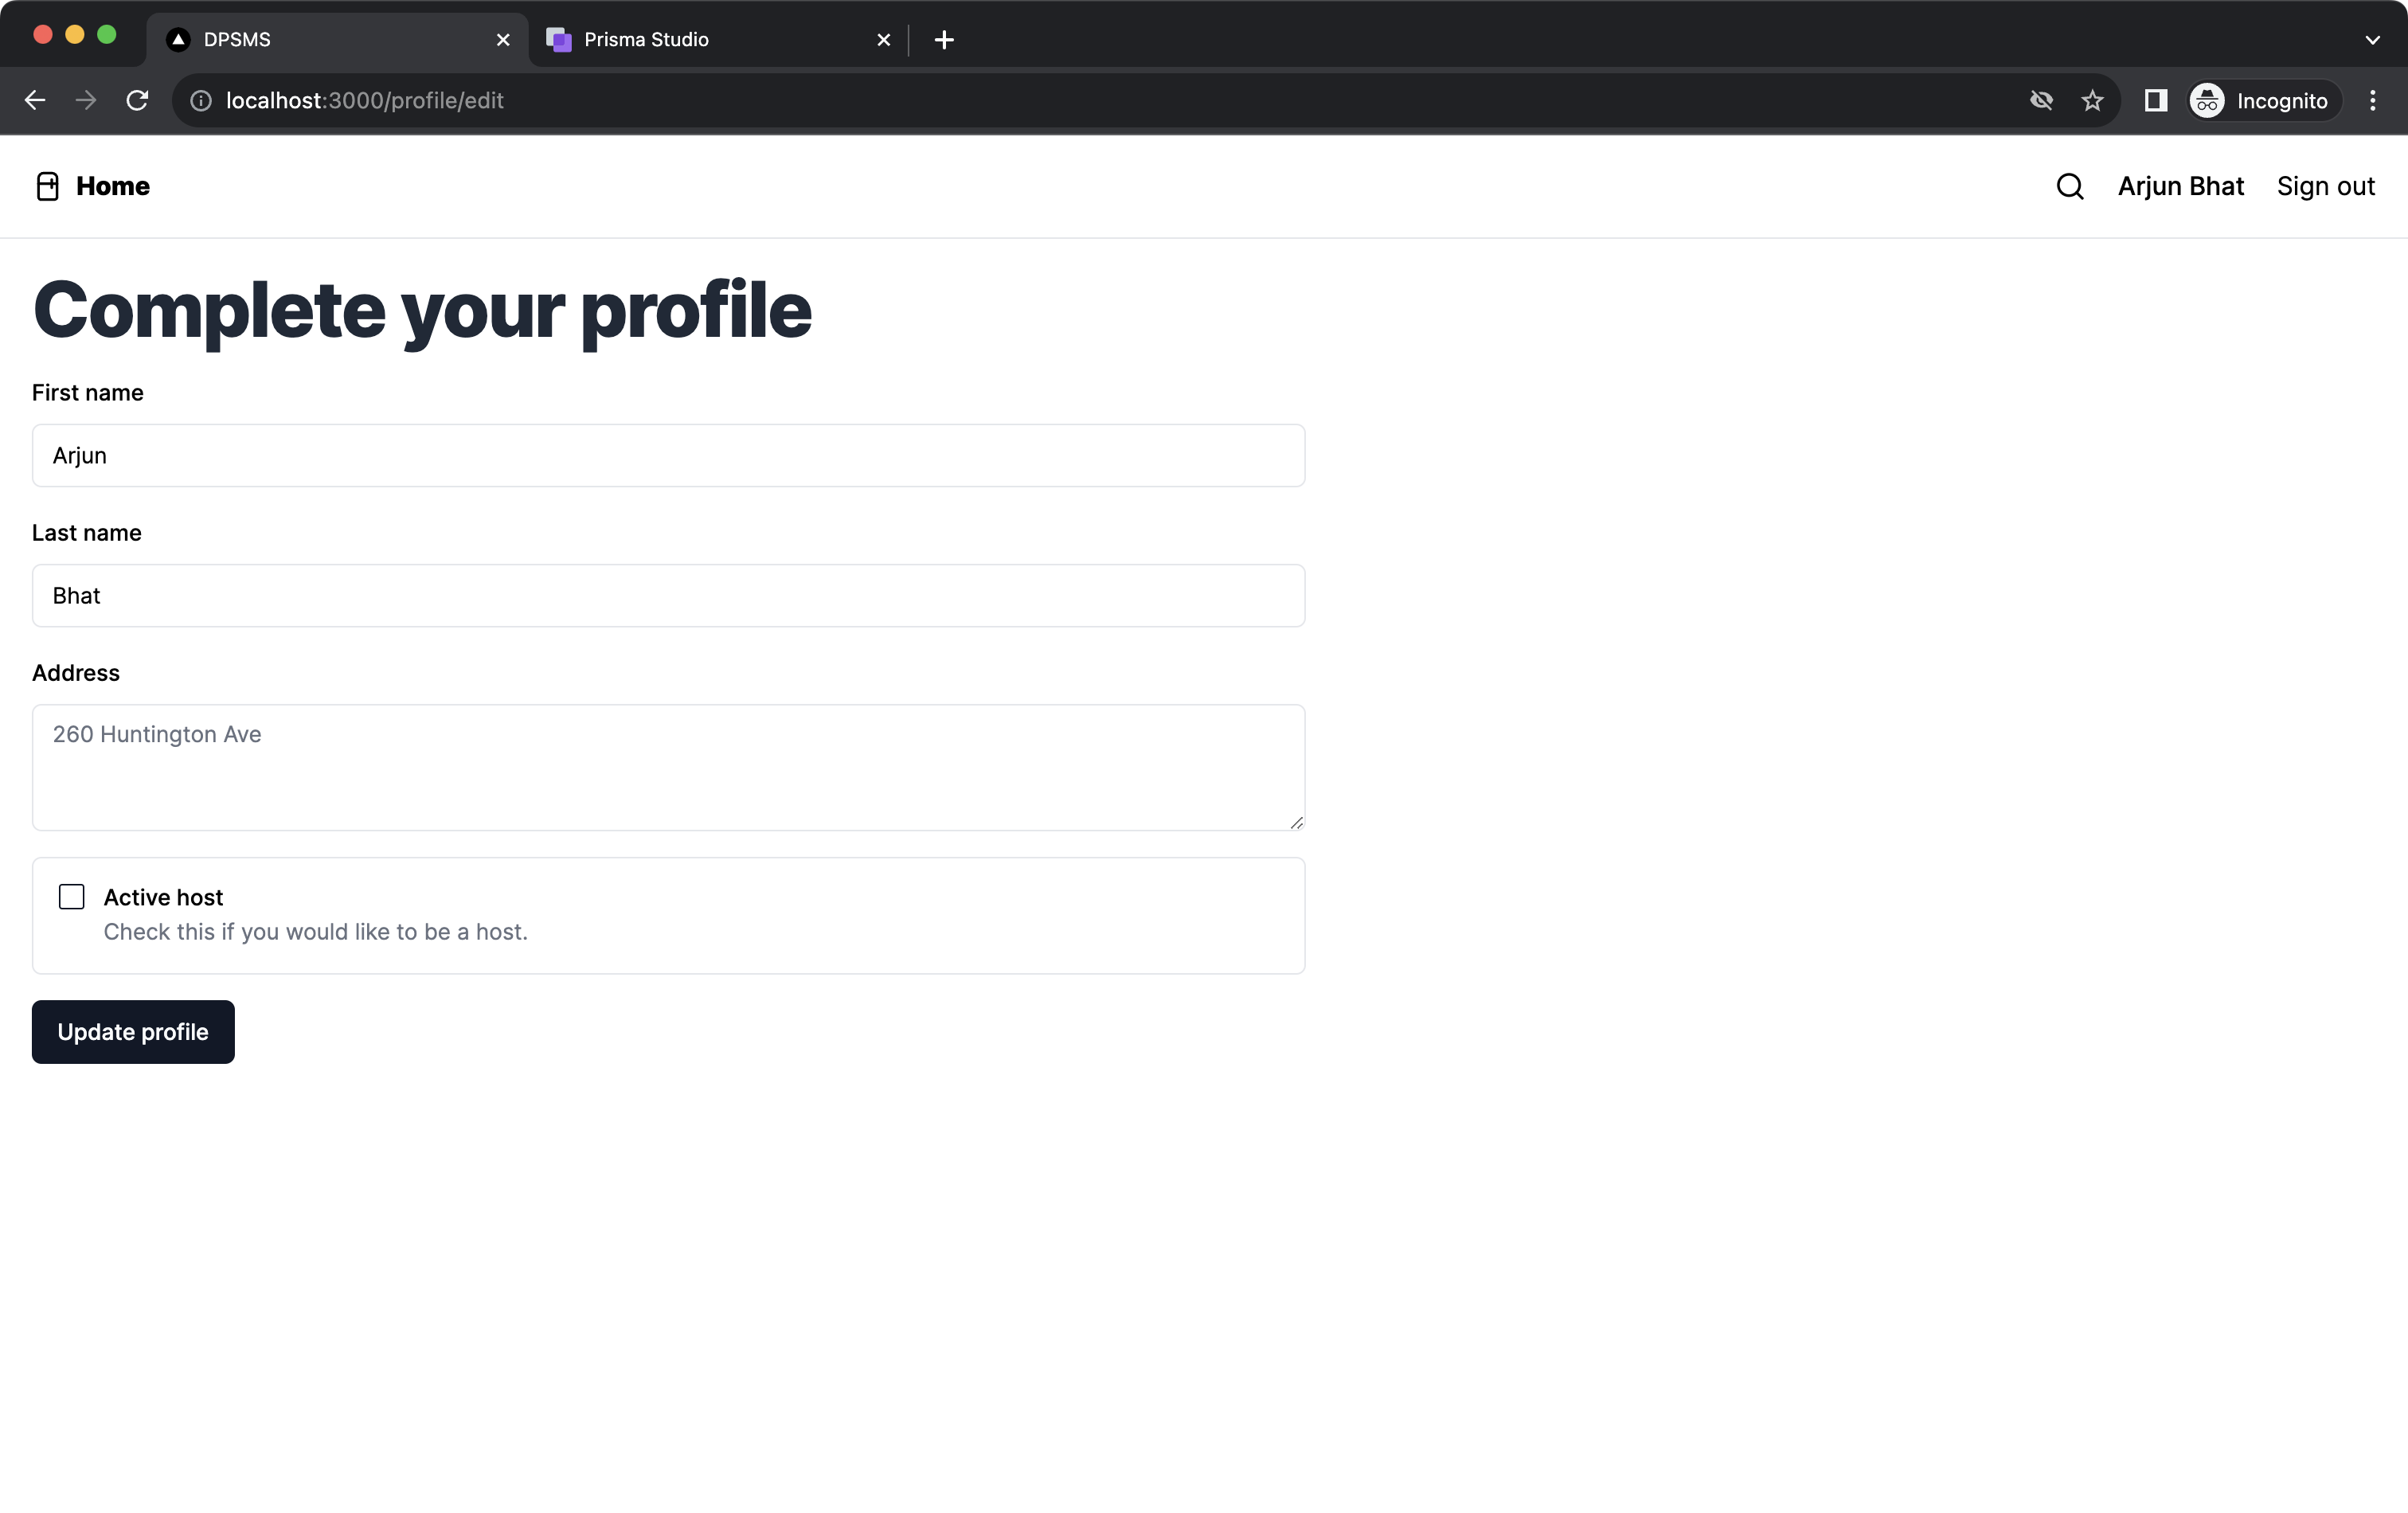 DPSMS
Prisma Studio
localhost:3000/profile/edit
Incognito
Home
Arjun Bhat
Sign out
Complete your profile
First name
Arjun
Last name
Bhat
Address
260 Huntington Ave
Active host
Check this if you would like to be a host.
Update profile